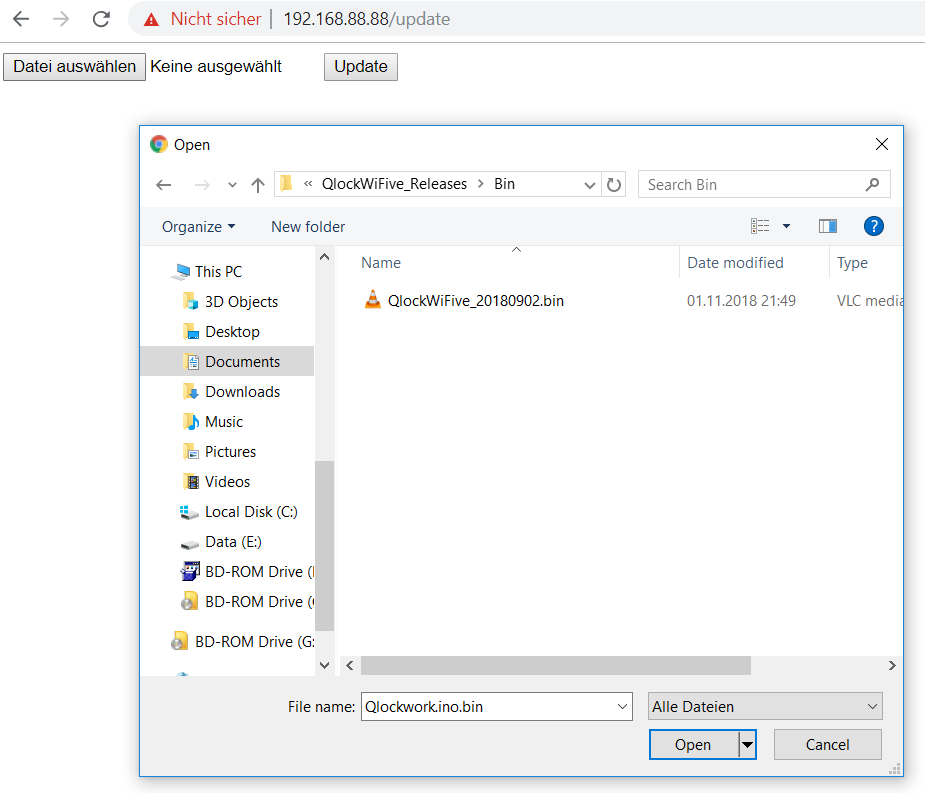 Nicht sicher | 192.168.88.88/update
Datei auswählen Keine ausgewählt Update
Open
« QlockWiFive_Releases > Bin Search Bin
Organize New folder ?
Name Date modified Type
This PC
QlockWiFive_20180902.bin 01.11.2018 21:49 VLC media
3D Objects
Desktop
Documents
Downloads
Music
Pictures
Videos
Local Disk (C:)
Data (E:)
BD-ROM Drive (
BD-ROM Drive (
BD-ROM Drive (G:
File name: Qlockwork.ino.bin Alle Dateien
Open Cancel